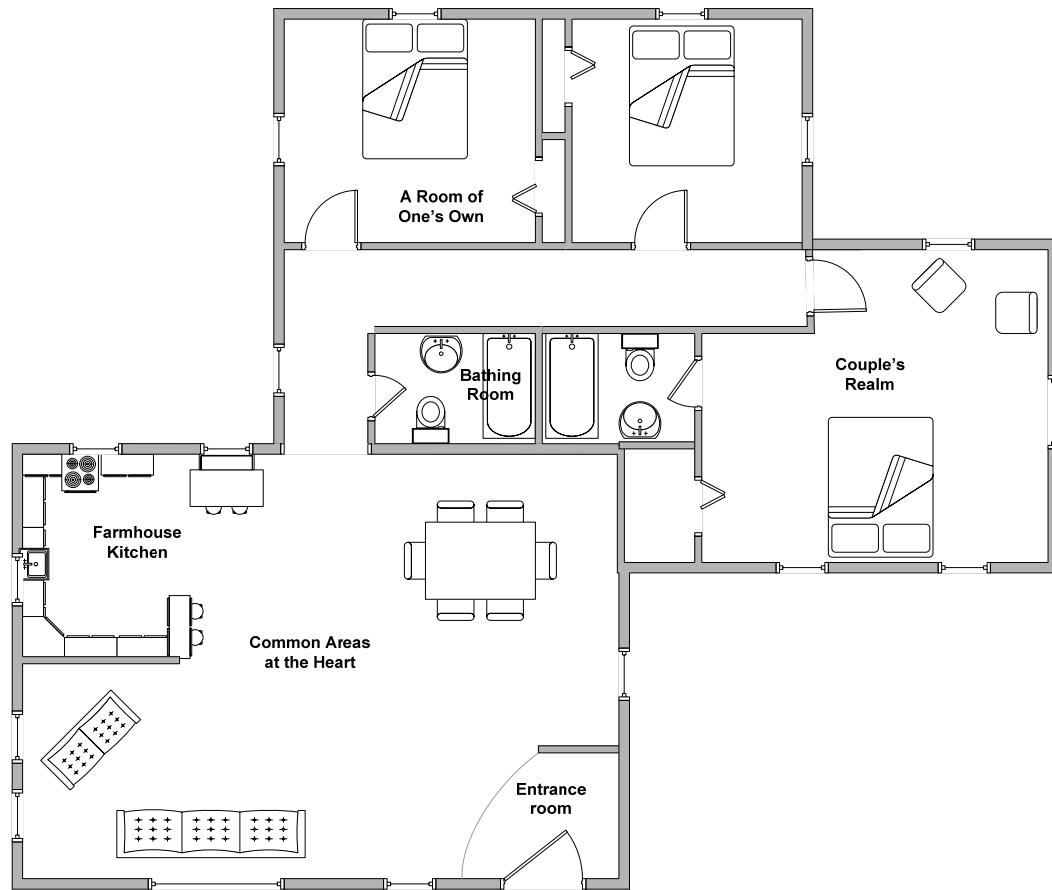 A Room of
One's Own
Couple's
Realm
Bathing
Room
Farmhouse
Kitchen
Common Areas
at the Heart
Entrance
room